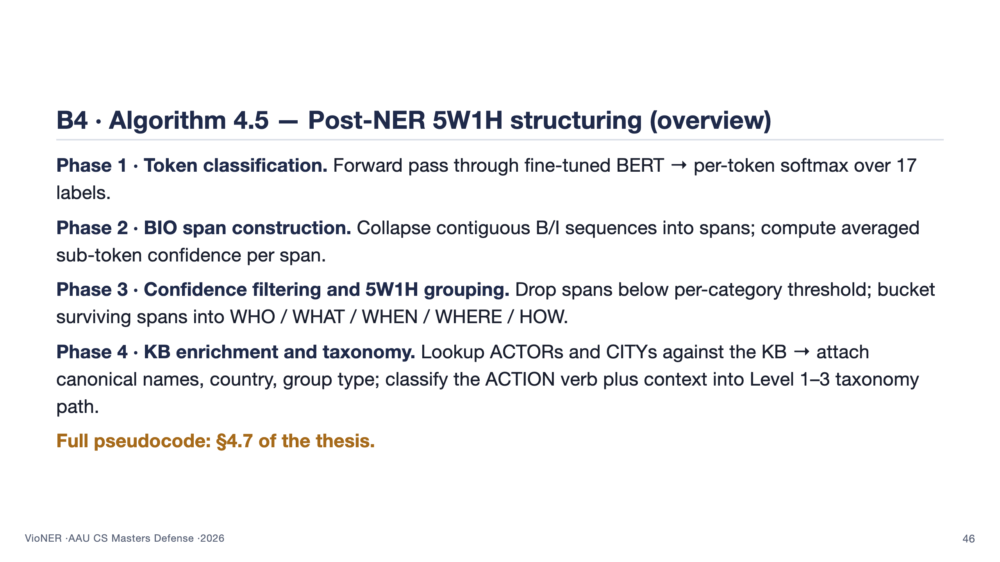 B4 · Algorithm 4.5 — Post-NER 5W1H structuring (overview)
Phase 1 · Token classification. Forward pass through fine-tuned BERT → per-token softmax over 17
labels.
Phase 2 · BIO span construction. Collapse contiguous B/I sequences into spans; compute averaged
sub-token confidence per span.
Phase 3 · Confidence filtering and 5W1H grouping. Drop spans below per-category threshold; bucket
surviving spans into WHO / WHAT / WHEN / WHERE / HOW.
Phase 4 · KB enrichment and taxonomy. Lookup ACTORs and CITYs against the KB → attach
canonical names, country, group type; classify the ACTION verb plus context into Level 1–3 taxonomy
path.
Full pseudocode: §4.7 of the thesis.
VioNER ·AAU CS Masters Defense ·2026
46